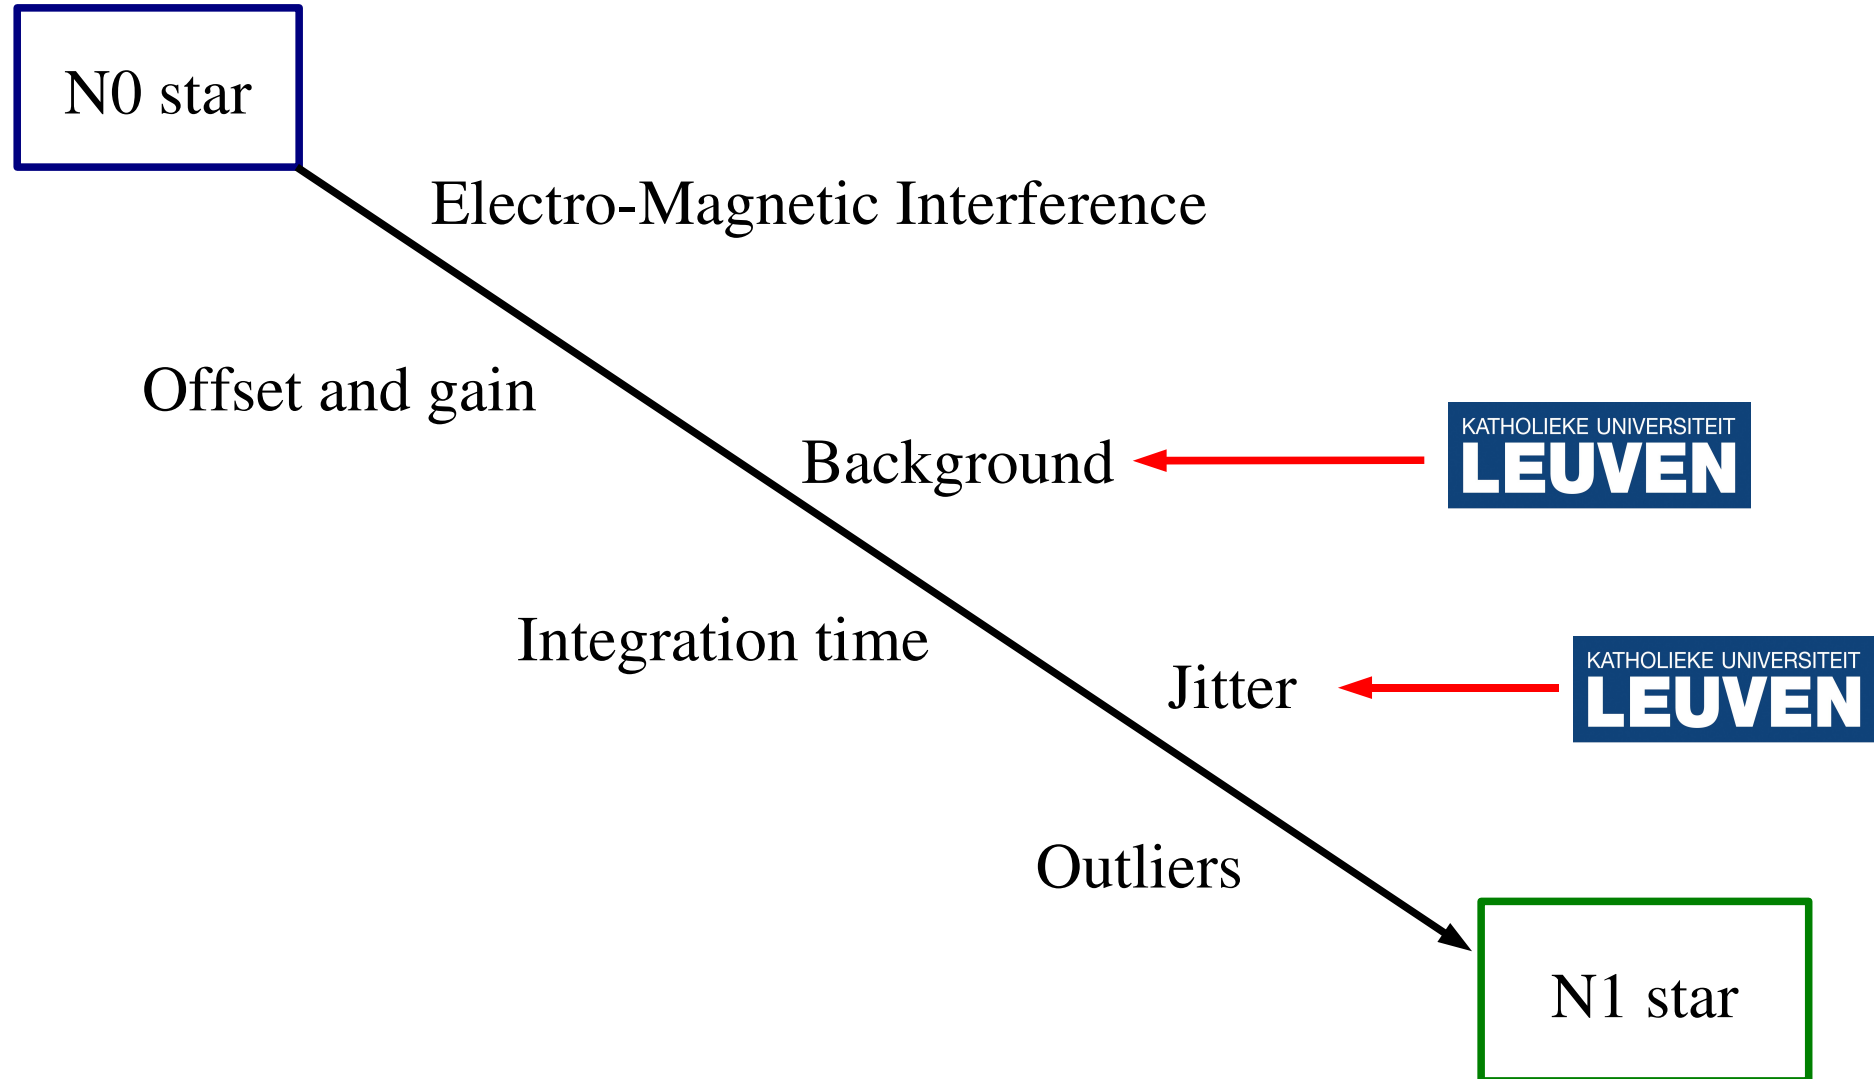 N0 star
Electro-Magnetic Interference
Offset and gain
Background
KATHOLIEKE UNIVERSITEIT
LEUVEN
Integration time
Jitter
KATHOLIEKE UNIVERSITEIT
LEUVEN
Outliers
N1 star